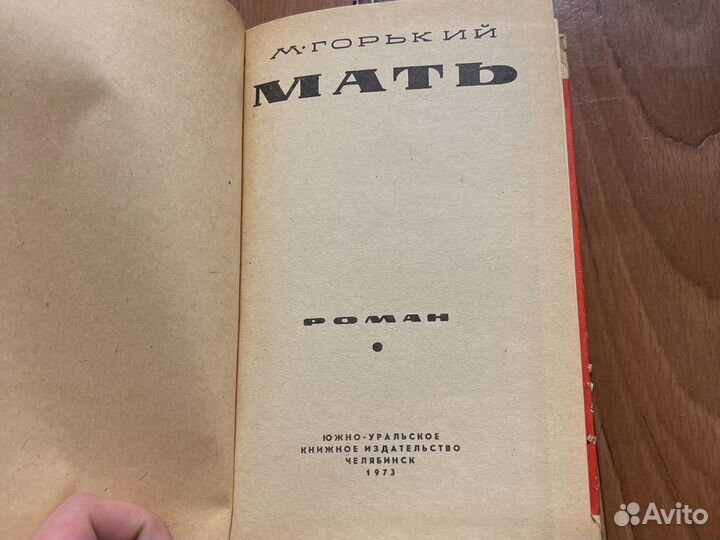 М·ГОРЬКИЙ
МАТЬ
РОМАН
ЮЖНО-УРАЛЬСКОЕ
КНИЖНОЕ ИЗДАТЕЛЬСТВО
ЧЕЛЯБИНСК
1973
Avito